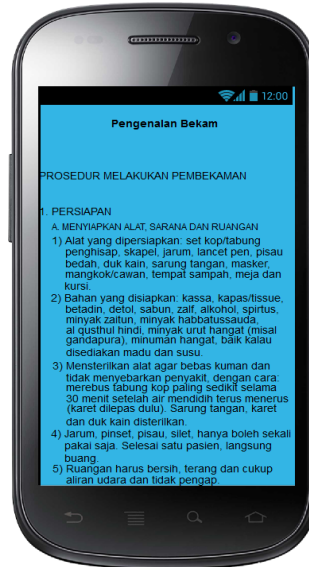 12:00
Pengenalan Bekam
PROSEDUR MELAKUKAN PEMBEKAMAN
1. PERSIAPAN
A. MENYIAPKAN ALAT, SARANA DAN RUANGAN
1) Alat yang dipersiapkan: set kop/tabung
penghisap, skapel, jarum, lancet pen, pisau
bedah, duk kain, sarung tangan, masker,
mangkok/cawan, tempat sampah, meja dan
kursi.
2) Bahan yang disiapkan: kassa, kapas/tissue,
betadin, detol, sabun, zalf, alkohol, spirtus,
minyak zaitun, minyak habbatussauda,
al qusthul hindi, minyak urut hangat (misal
gandapura), minuman hangat, baik kalau
disediakan madu dan susu.
3) Mensterilkan alat agar bebas kuman dan
tidak menyebarkan penyakit, dengan cara:
merebus tabung kop paling sedikit selama
30 menit setelah air mendidih terus menerus
(karet dilepas dulu). Sarung tangan, karet
dan duk kain disterilkan.
4) Jarum, pinset, pisau, silet, hanya boleh sekali
pakai saja. Selesai satu pasien, langsung
buang.
5) Ruangan harus bersih, terang dan cukup
aliran udara dan tidak pengap.